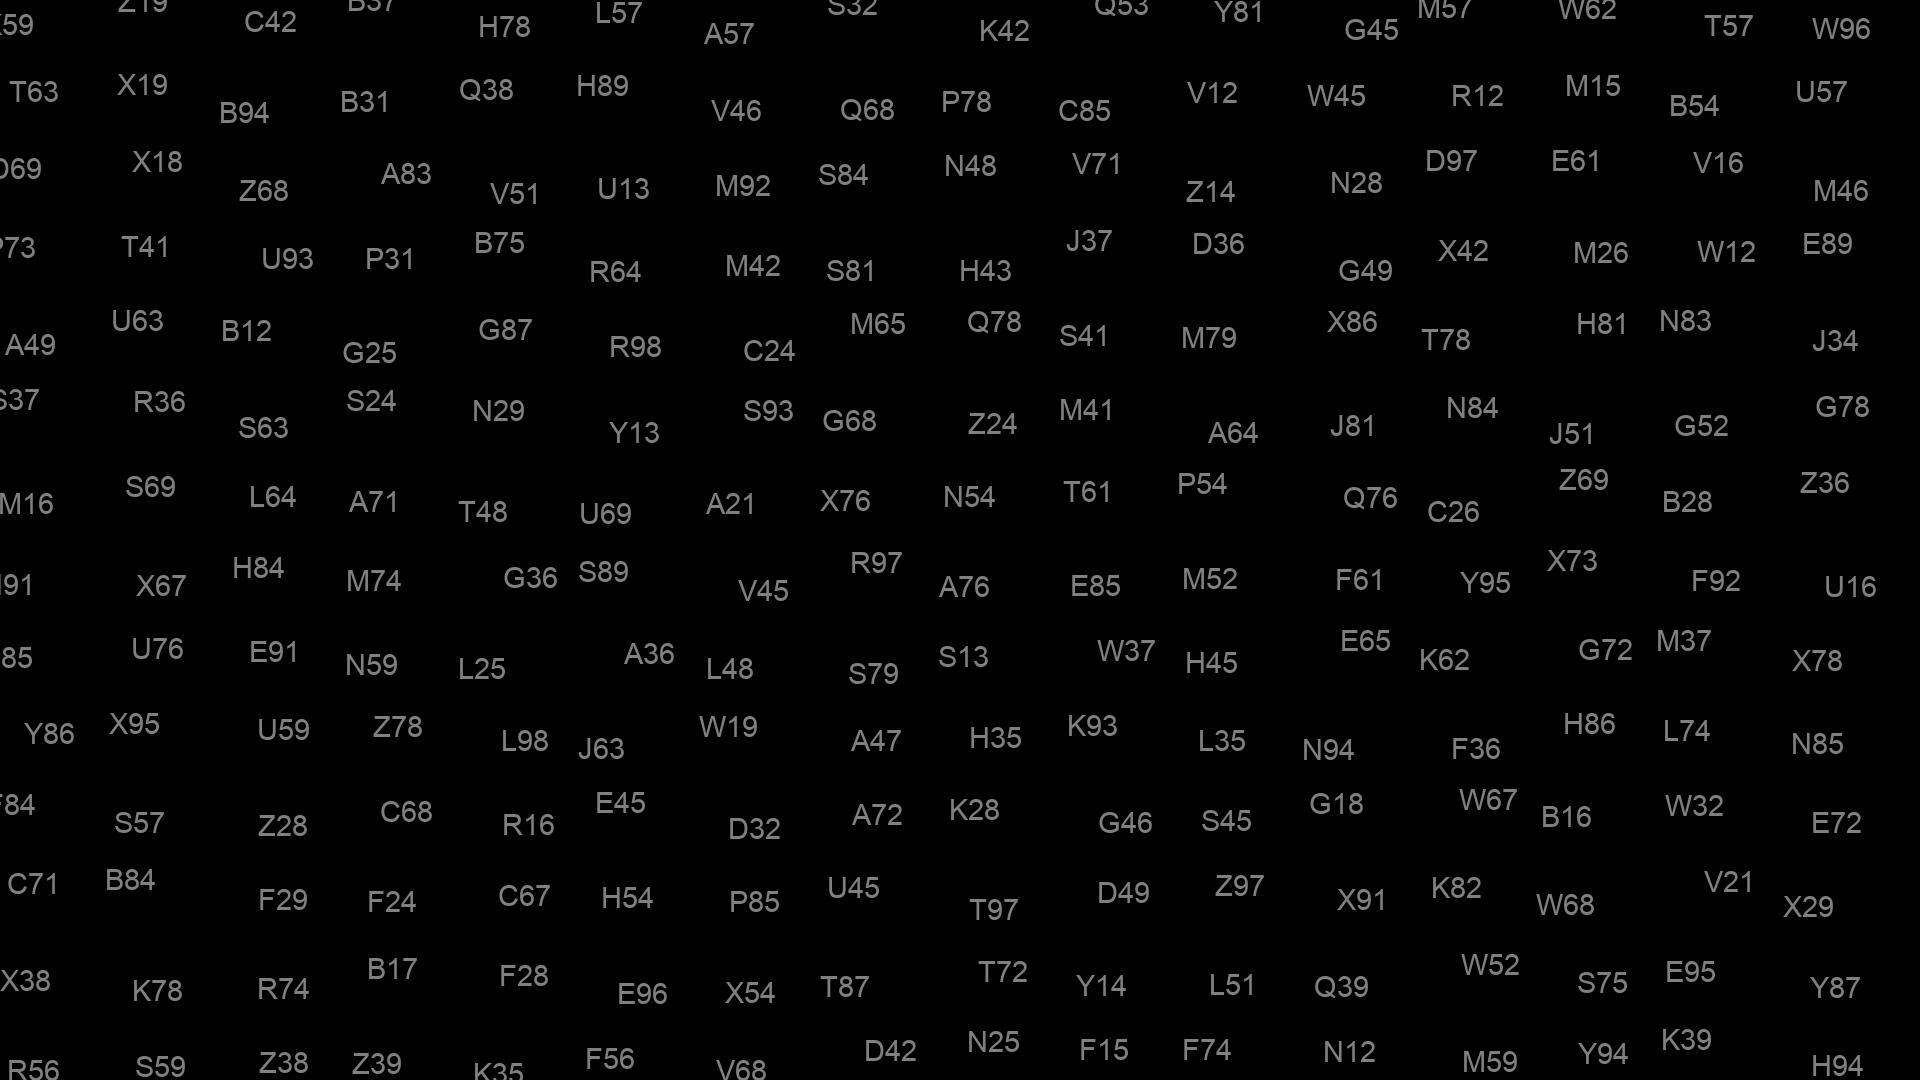 Z19 C42 B37 H78 L57 A57 S32 K42 Q53 Y81 G45 M57 W62 T57 W96
T63 X19 B94 B31 Q38 H89 V46 Q68 P78 C85 V12 W45 R12 M15 B54 U57
X18 Z68 A83 V51 U13 M92 S84 N48 V71 Z14 N28 D97 E61 V16 M46
P73 T41 U93 P31 B75 R64 M42 S81 H43 J37 D36 G49 X42 M26 W12 E89
A49 U63 B12 G25 G87 R98 C24 M65 Q78 S41 M79 X86 T78 H81 N83 J34
S37 R36 S63 S24 N29 Y13 S93 G68 Z24 M41 A64 J81 N84 J51 G52 G78
M16 S69 L64 A71 T48 U69 A21 X76 N54 T61 P54 Q76 C26 Z69 B28 Z36
X67 H84 M74 G36 S89 V45 R97 A76 E85 M52 F61 Y95 X73 F92 U16
85 U76 E91 N59 L25 A36 L48 S79 S13 W37 H45 E65 K62 G72 M37 X78
Y86 X95 U59 Z78 L98 J63 W19 A47 H35 K93 L35 N94 F36 H86 L74 N85
S57 Z28 C68 R16 E45 D32 A72 K28 G46 S45 G18 W67 B16 W32 E72
C71 B84 F29 F24 C67 H54 P85 U45 T97 D49 Z97 X91 K82 W68 V21 X29
X38 K78 R74 B17 F28 E96 X54 T87 T72 Y14 L51 Q39 W52 S75 E95 Y87
R56 S59 Z38 Z39 K35 F56 V68 D42 N25 F15 F74 N12 M59 Y94 K39 H94